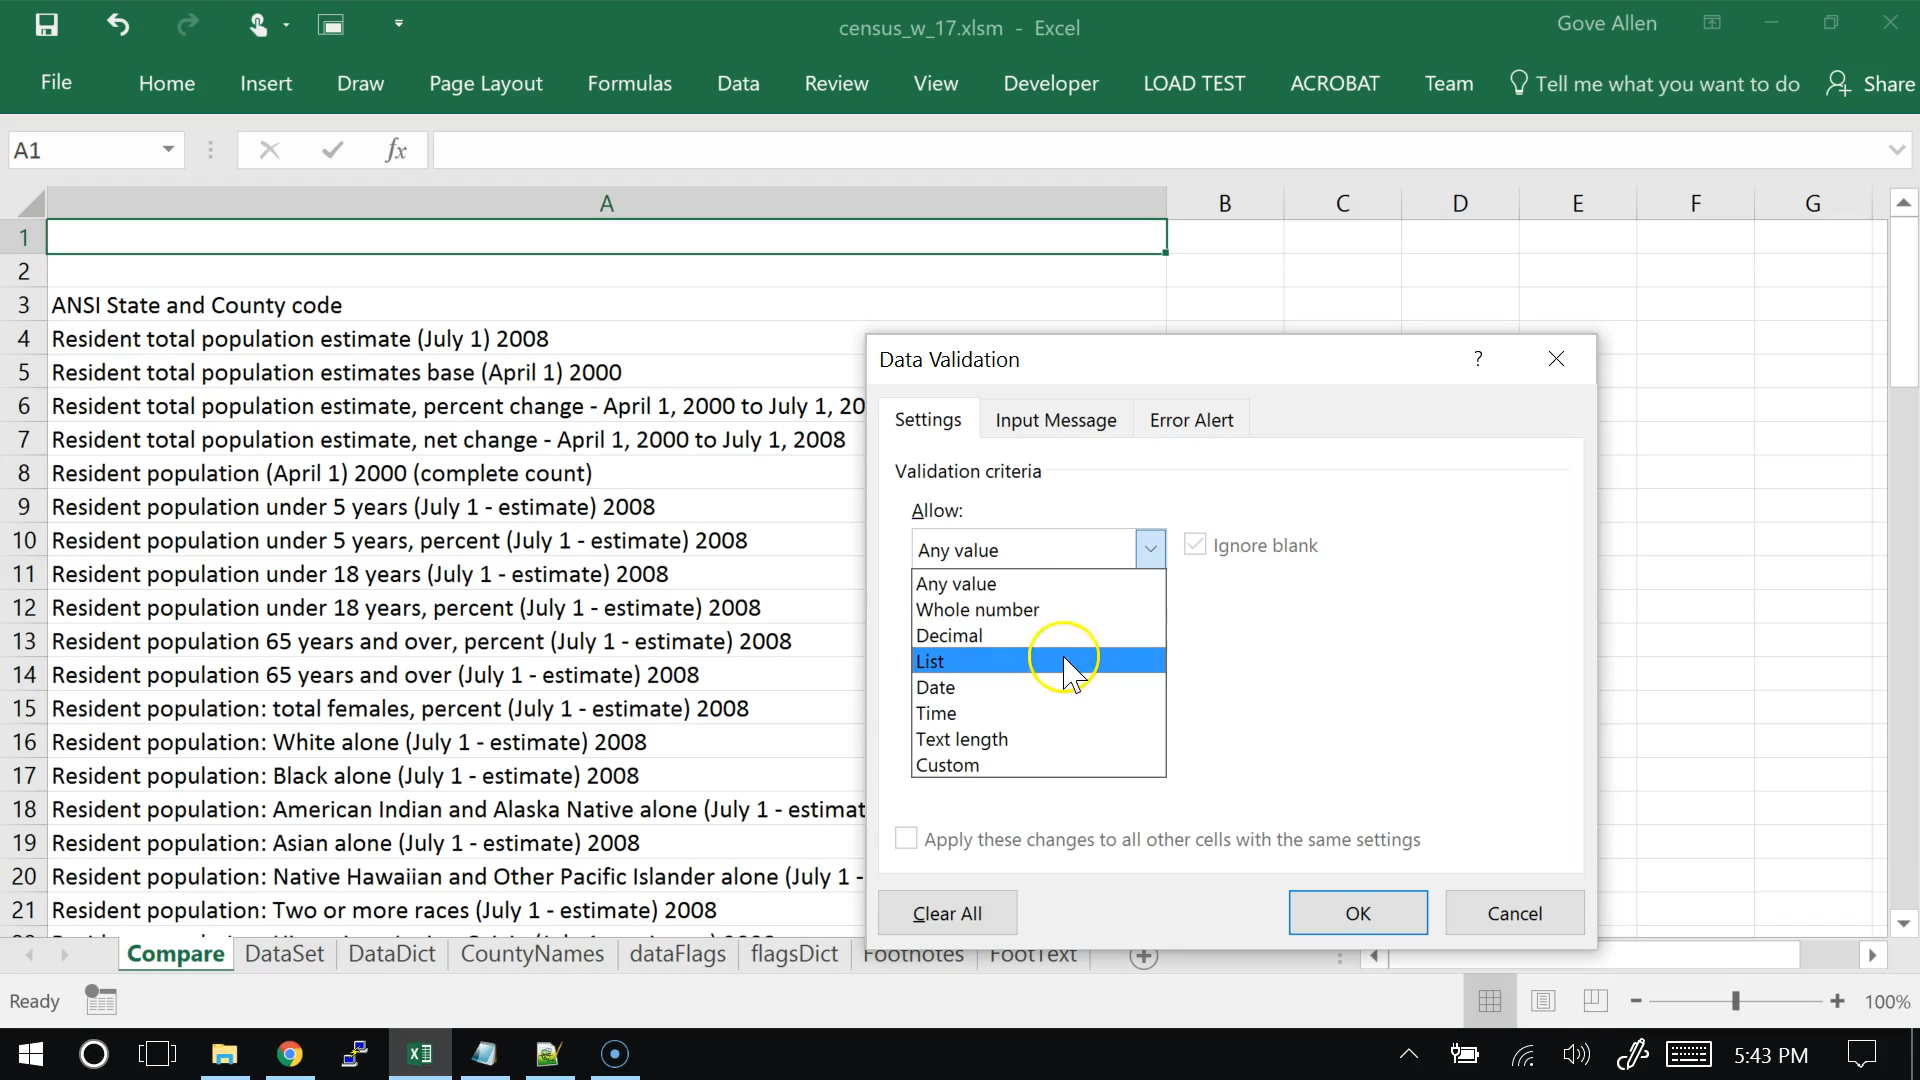 census_w_17.xlsm - Excel
Gove Allen
File Home Insert Draw Page Layout Formulas Data Review View Developer LOAD TEST ACROBAT Team Tell me what you want to do Share
A1 fx
A B C D E F G
1
2
3 ANSI State and County code
4 Resident total population estimate (July 1) 2008
5 Resident total population estimates base (April 1) 2000
6 Resident total population estimate, percent change - April 1, 2000 to July 1, 20
7 Resident total population estimate, net change - April 1, 2000 to July 1, 2008
8 Resident population (April 1) 2000 (complete count)
9 Resident population under 5 years (July 1 - estimate) 2008
10 Resident population under 5 years, percent (July 1 - estimate) 2008
11 Resident population under 18 years (July 1 - estimate) 2008
12 Resident population under 18 years, percent (July 1 - estimate) 2008
13 Resident population 65 years and over, percent (July 1 - estimate) 2008
14 Resident population 65 years and over (July 1 - estimate) 2008
15 Resident population: total females, percent (July 1 - estimate) 2008
16 Resident population: White alone (July 1 - estimate) 2008
17 Resident population: Black alone (July 1 - estimate) 2008
18 Resident population: American Indian and Alaska Native alone (July 1 - estimat
19 Resident population: Asian alone (July 1 - estimate) 2008
20 Resident population: Native Hawaiian and Other Pacific Islander alone (July 1 -
21 Resident population: Two or more races (July 1 - estimate) 2008
Data Validation ?
Settings Input Message Error Alert
Validation criteria
Allow:
Any value Ignore blank
Any value
Whole number
Decimal
List
Date
Time
Text length
Custom
Apply these changes to all other cells with the same settings
Clear All OK Cancel
Compare DataSet DataDict CountyNames dataFlags flagsDict Footnotes FootText
Ready 100%
5:43 PM